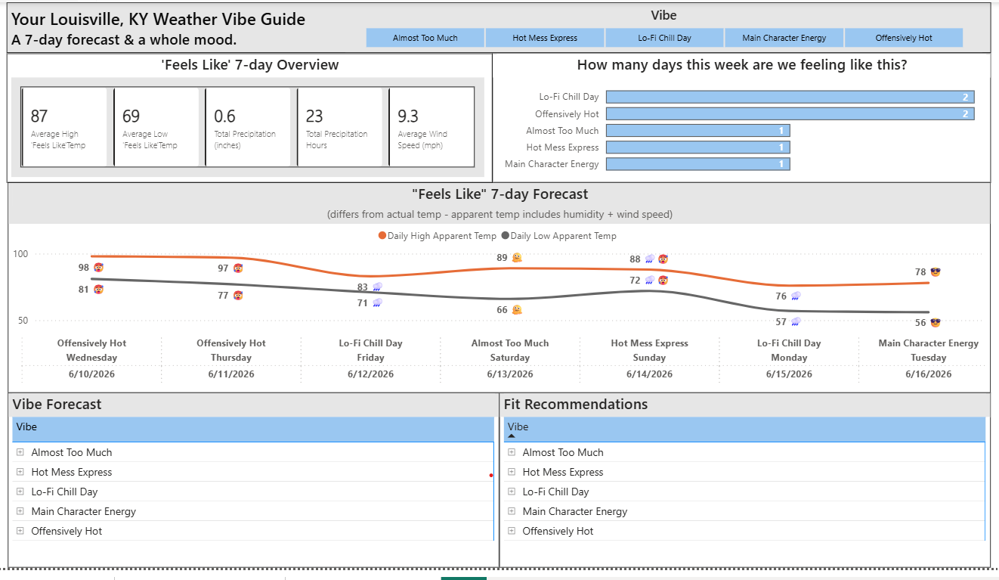 Your Louisville, KY Weather Vibe Guide
A 7-day forecast & a whole mood.
Vibe
Almost Too Much
Hot Mess Express
Lo-Fi Chill Day
Main Character Energy
Offensively Hot
'Feels Like' 7-day Overview
87
Average High
'Feels Like'Temp
69
Average Low
'Feels Like'Temp
0.6
Total Precipitation
(inches)
23
Total Precipitation
Hours
9.3
Average Wind
Speed (mph)
How many days this week are we feeling like this?
Lo-Fi Chill Day 2
Offensively Hot 2
Almost Too Much 1
Hot Mess Express 1
Main Character Energy 1
"Feels Like" 7-day Forecast
(differs from actual temp - apparent temp includes humidity + wind speed)
Daily High Apparent Temp Daily Low Apparent Temp
100
50
98 🥵
97 🥵
83 🌧️
89 🫠
88 🌧️ 🥵
76 🌧️
78 😎
81 🥵
77 🥵
71 🌧️
66 🫠
72 🌧️ 🥵
57 🌧️
56 😎
Offensively Hot
Wednesday
6/10/2026
Offensively Hot
Thursday
6/11/2026
Lo-Fi Chill Day
Friday
6/12/2026
Almost Too Much
Saturday
6/13/2026
Hot Mess Express
Sunday
6/14/2026
Lo-Fi Chill Day
Monday
6/15/2026
Main Character Energy
Tuesday
6/16/2026
Vibe Forecast
Vibe
Almost Too Much
Hot Mess Express
Lo-Fi Chill Day
Main Character Energy
Offensively Hot
Fit Recommendations
Vibe
Almost Too Much
Hot Mess Express
Lo-Fi Chill Day
Main Character Energy
Offensively Hot